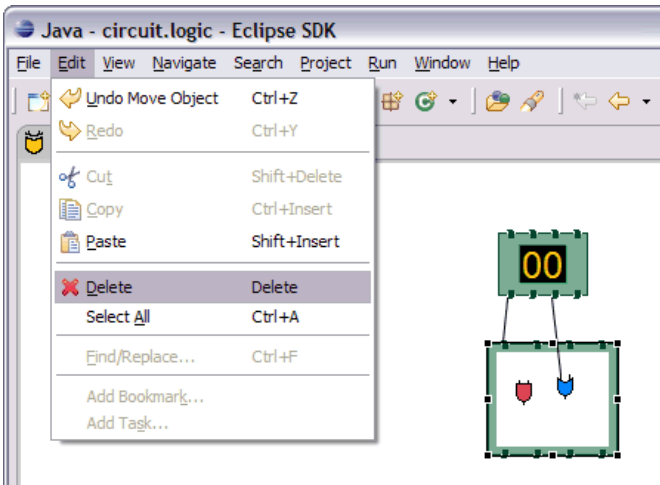 Java - circuit.logic - Eclipse SDK
File Edit View Navigate Search Project Run Window Help
Undo Move Object Ctrl+Z
Redo Ctrl+Y
Cut Shift+Delete
Copy Ctrl+Insert
Paste Shift+Insert
Delete Delete
Select All Ctrl+A
Find/Replace... Ctrl+F
Add Bookmark...
Add Task...
00